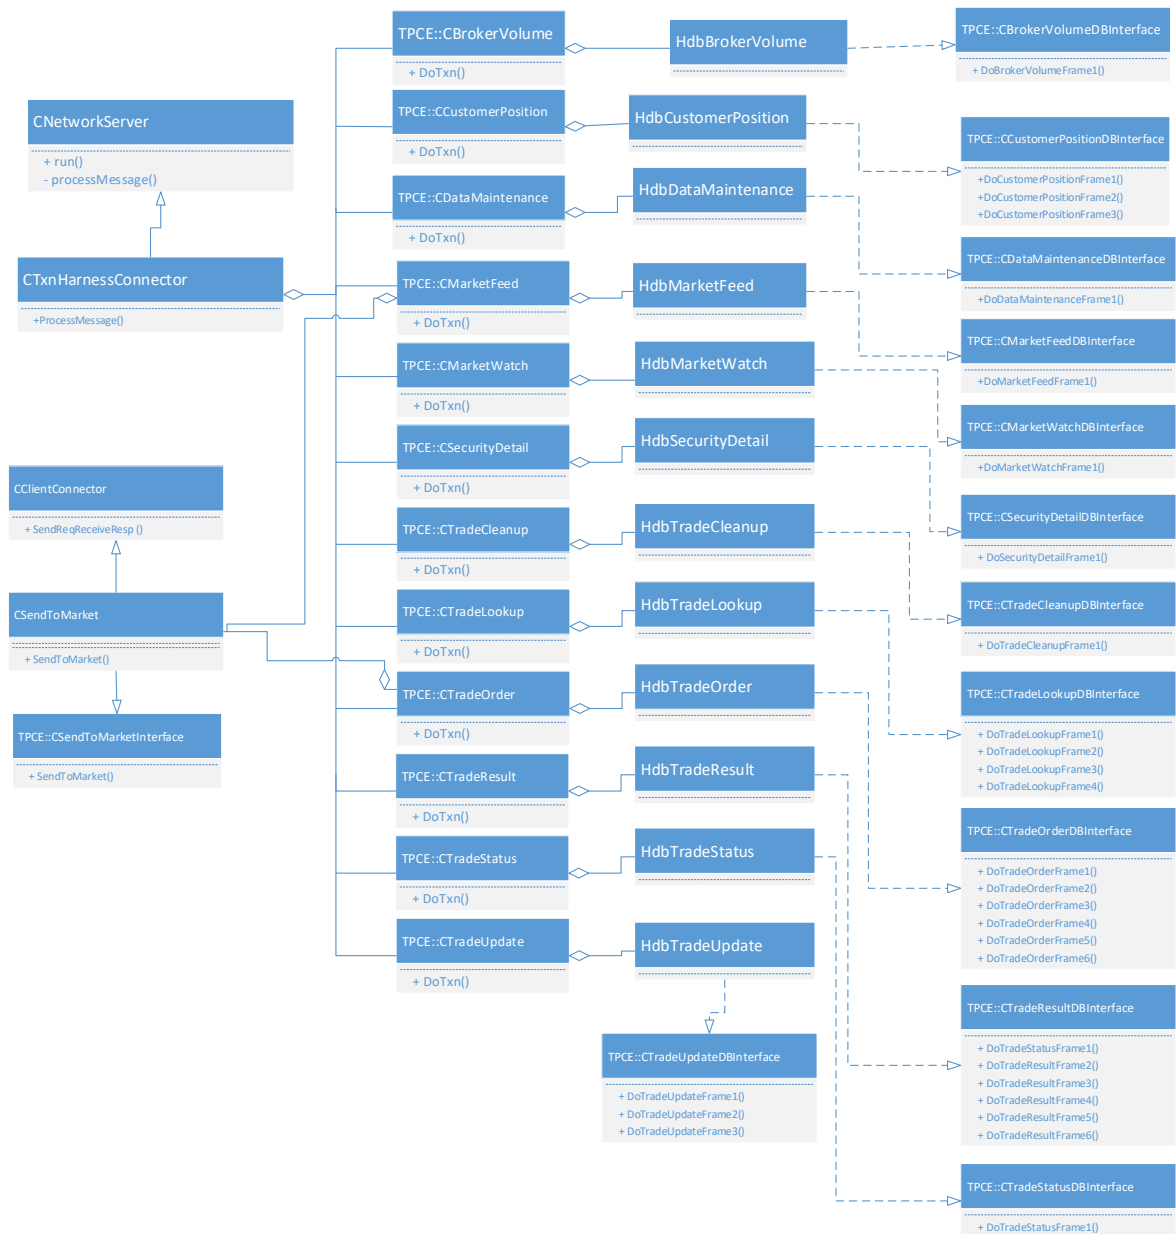 CNetworkServer
+ run()
- processMessage()
CTxnHarnessConnector
+ProcessMessage()
CClientConnector
+ SendReqReceiveResp ()
CSendToMarket
+ SendToMarket()
TPCE::CSendToMarketInterface
+ SendToMarket()
TPCE::CBrokerVolume
+ DoTxn()
TPCE::CCustomerPosition
+ DoTxn()
TPCE::CDataMaintenance
+ DoTxn()
TPCE::CMarketFeed
+ DoTxn()
TPCE::CMarketWatch
+ DoTxn()
TPCE::CSecurityDetail
+ DoTxn()
TPCE::CTradeCleanup
+ DoTxn()
TPCE::CTradeLookup
+ DoTxn()
TPCE::CTradeOrder
+ DoTxn()
TPCE::CTradeResult
+ DoTxn()
TPCE::CTradeStatus
+ DoTxn()
TPCE::CTradeUpdate
+ DoTxn()
HdbBrokerVolume
HdbCustomerPosition
HdbDataMaintenance
HdbMarketFeed
HdbMarketWatch
HdbSecurityDetail
HdbTradeCleanup
HdbTradeLookup
HdbTradeOrder
HdbTradeResult
HdbTradeStatus
HdbTradeUpdate
TPCE::CTradeUpdateDBInterface
+ DoTradeUpdateFrame1()
+ DoTradeUpdateFrame2()
+ DoTradeUpdateFrame3()
TPCE::CBrokerVolumeDBInterface
+ DoBrokerVolumeFrame1()
TPCE::CCustomerPositionDBInterface
+DoCustomerPositionFrame1()
+DoCustomerPositionFrame2()
+DoCustomerPositionFrame3()
TPCE::CDataMaintenanceDBInterface
+DoDataMaintenanceFrame1()
TPCE::CMarketFeedDBInterface
+DoMarketFeedFrame1()
TPCE::CMarketWatchDBInterface
+DoMarketWatchFrame1()
TPCE::CSecurityDetailDBInterface
+ DoSecurityDetailFrame1()
TPCE::CTradeCleanupDBInterface
+ DoTradeCleanupFrame1()
TPCE::CTradeLookupDBInterface
+ DoTradeLookupFrame1()
+ DoTradeLookupFrame2()
+ DoTradeLookupFrame3()
+ DoTradeLookupFrame4()
TPCE::CTradeOrderDBInterface
+ DoTradeOrderFrame1()
+ DoTradeOrderFrame2()
+ DoTradeOrderFrame3()
+ DoTradeOrderFrame4()
+ DoTradeOrderFrame5()
+ DoTradeOrderFrame6()
TPCE::CTradeResultDBInterface
+ DoTradeStatusFrame1()
+ DoTradeResultFrame2()
+ DoTradeResultFrame3()
+ DoTradeResultFrame4()
+ DoTradeResultFrame5()
+ DoTradeResultFrame6()
TPCE::CTradeStatusDBInterface
+ DoTradeStatusFrame1()